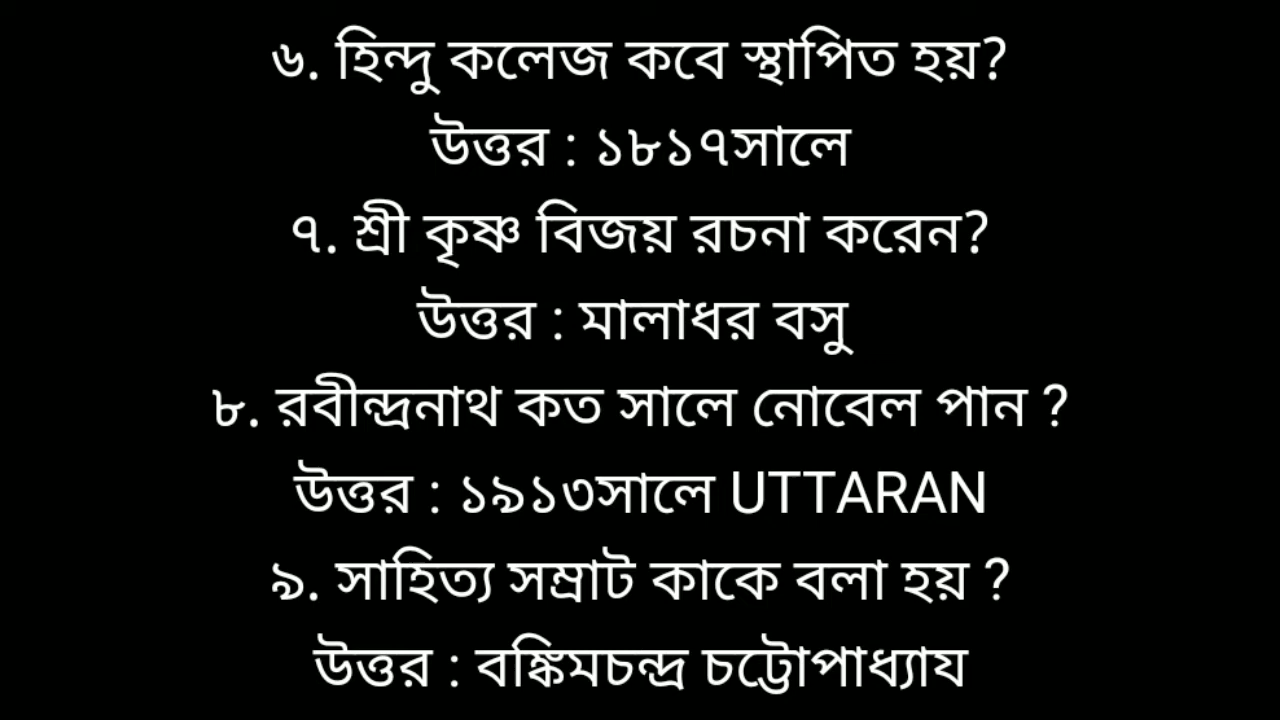 ৬. হিন্দু কলেজ কবে স্থাপিত হয়?
উত্তর : ১৮১৭সালে
৭. শ্রী কৃষ্ণ বিজয় রচনা করেন?
উত্তর : মালাধর বসু
৮. রবীন্দ্রনাথ কত সালে নোবেল পান ?
উত্তর : ১৯১৩সালে UTTARAN
৯. সাহিত্য সম্রাট কাকে বলা হয় ?
উত্তর : বঙ্কিমচন্দ্র চট্টোপাধ্যায